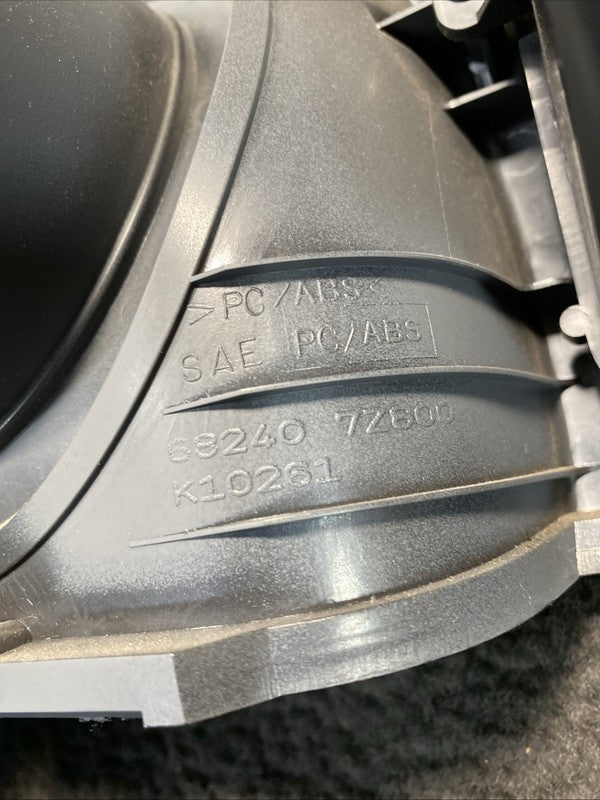 >PC/ABS<
SAE PC/ABS
68240 7Z800
K10261